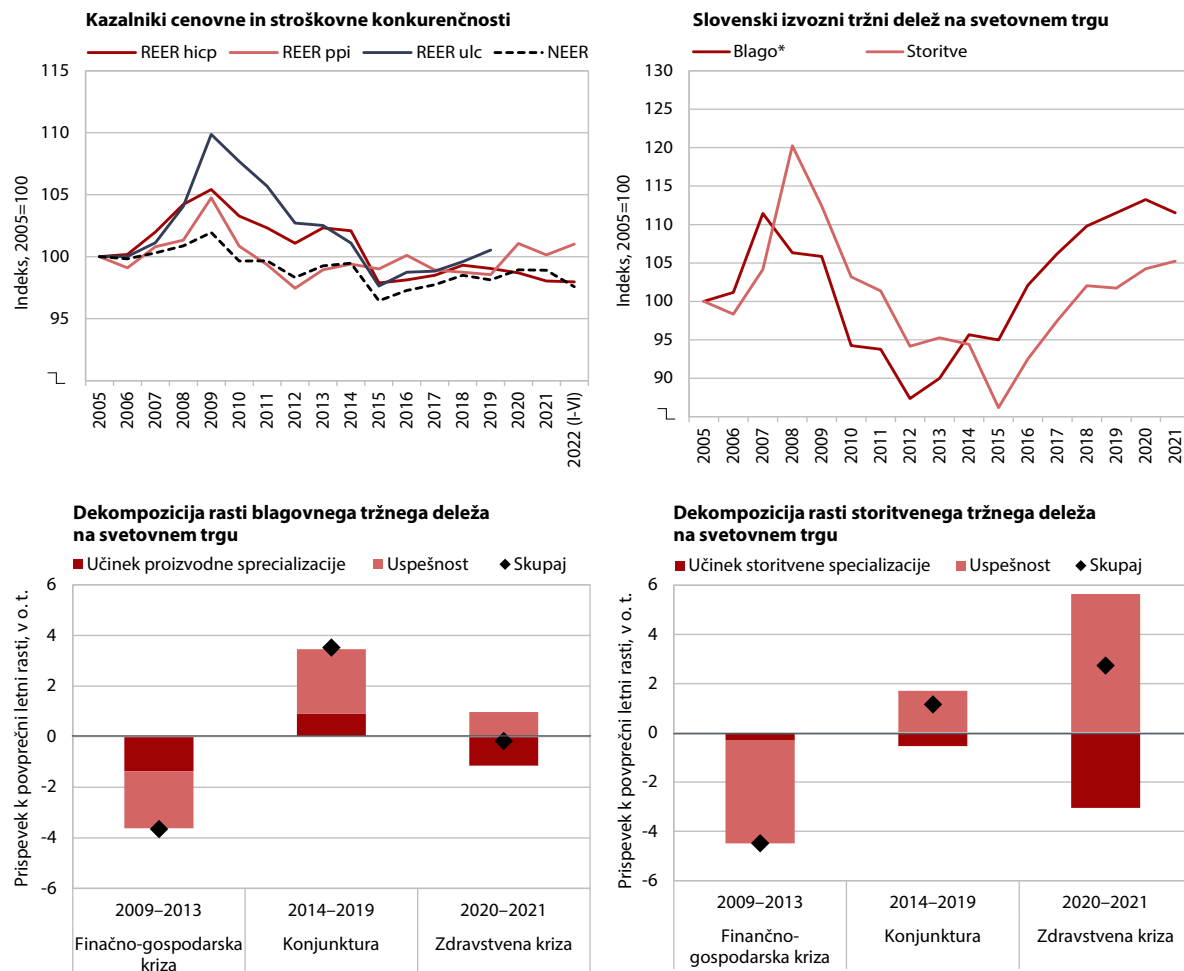 Kazalniki cenovne in stroškovne konkurenčnosti
REER hicp REER ppi REER ulc NEER
Indeks, 2005=100
115
110
105
100
95
2005 2006 2007 2008 2009 2010 2011 2012 2013 2014 2015 2016 2017 2018 2019 2020 2021 2022 (I-VI)
Slovenski izvozni tržni delež na svetovnem trgu
Blago* Storitve
Indeks, 2005=100
130
125
120
115
110
105
100
95
90
2005 2006 2007 2008 2009 2010 2011 2012 2013 2014 2015 2016 2017 2018 2019 2020 2021
Dekompozicija rasti blagovnega tržnega deleža
na svetovnem trgu
Učinek proizvodne sprecializacije Uspešnost Skupaj
Prispevek k povprečni letni rasti, v o. t.
6
4
2
0
-2
-4
-6
2009–2013 2014–2019 2020–2021
Finačno-gospodarska Konjunktura Zdravstvena kriza
kriza
Dekompozicija rasti storitvenega tržnega deleža
na svetovnem trgu
Učinek storitvene specializacije Uspešnost Skupaj
Prispevek k povprečni letni rasti, v o. t.
6
4
2
0
-2
-4
-6
2009–2013 2014–2019 2020–2021
Finančno- Konjunktura Zdravstvena kriza
gospodarska kriza